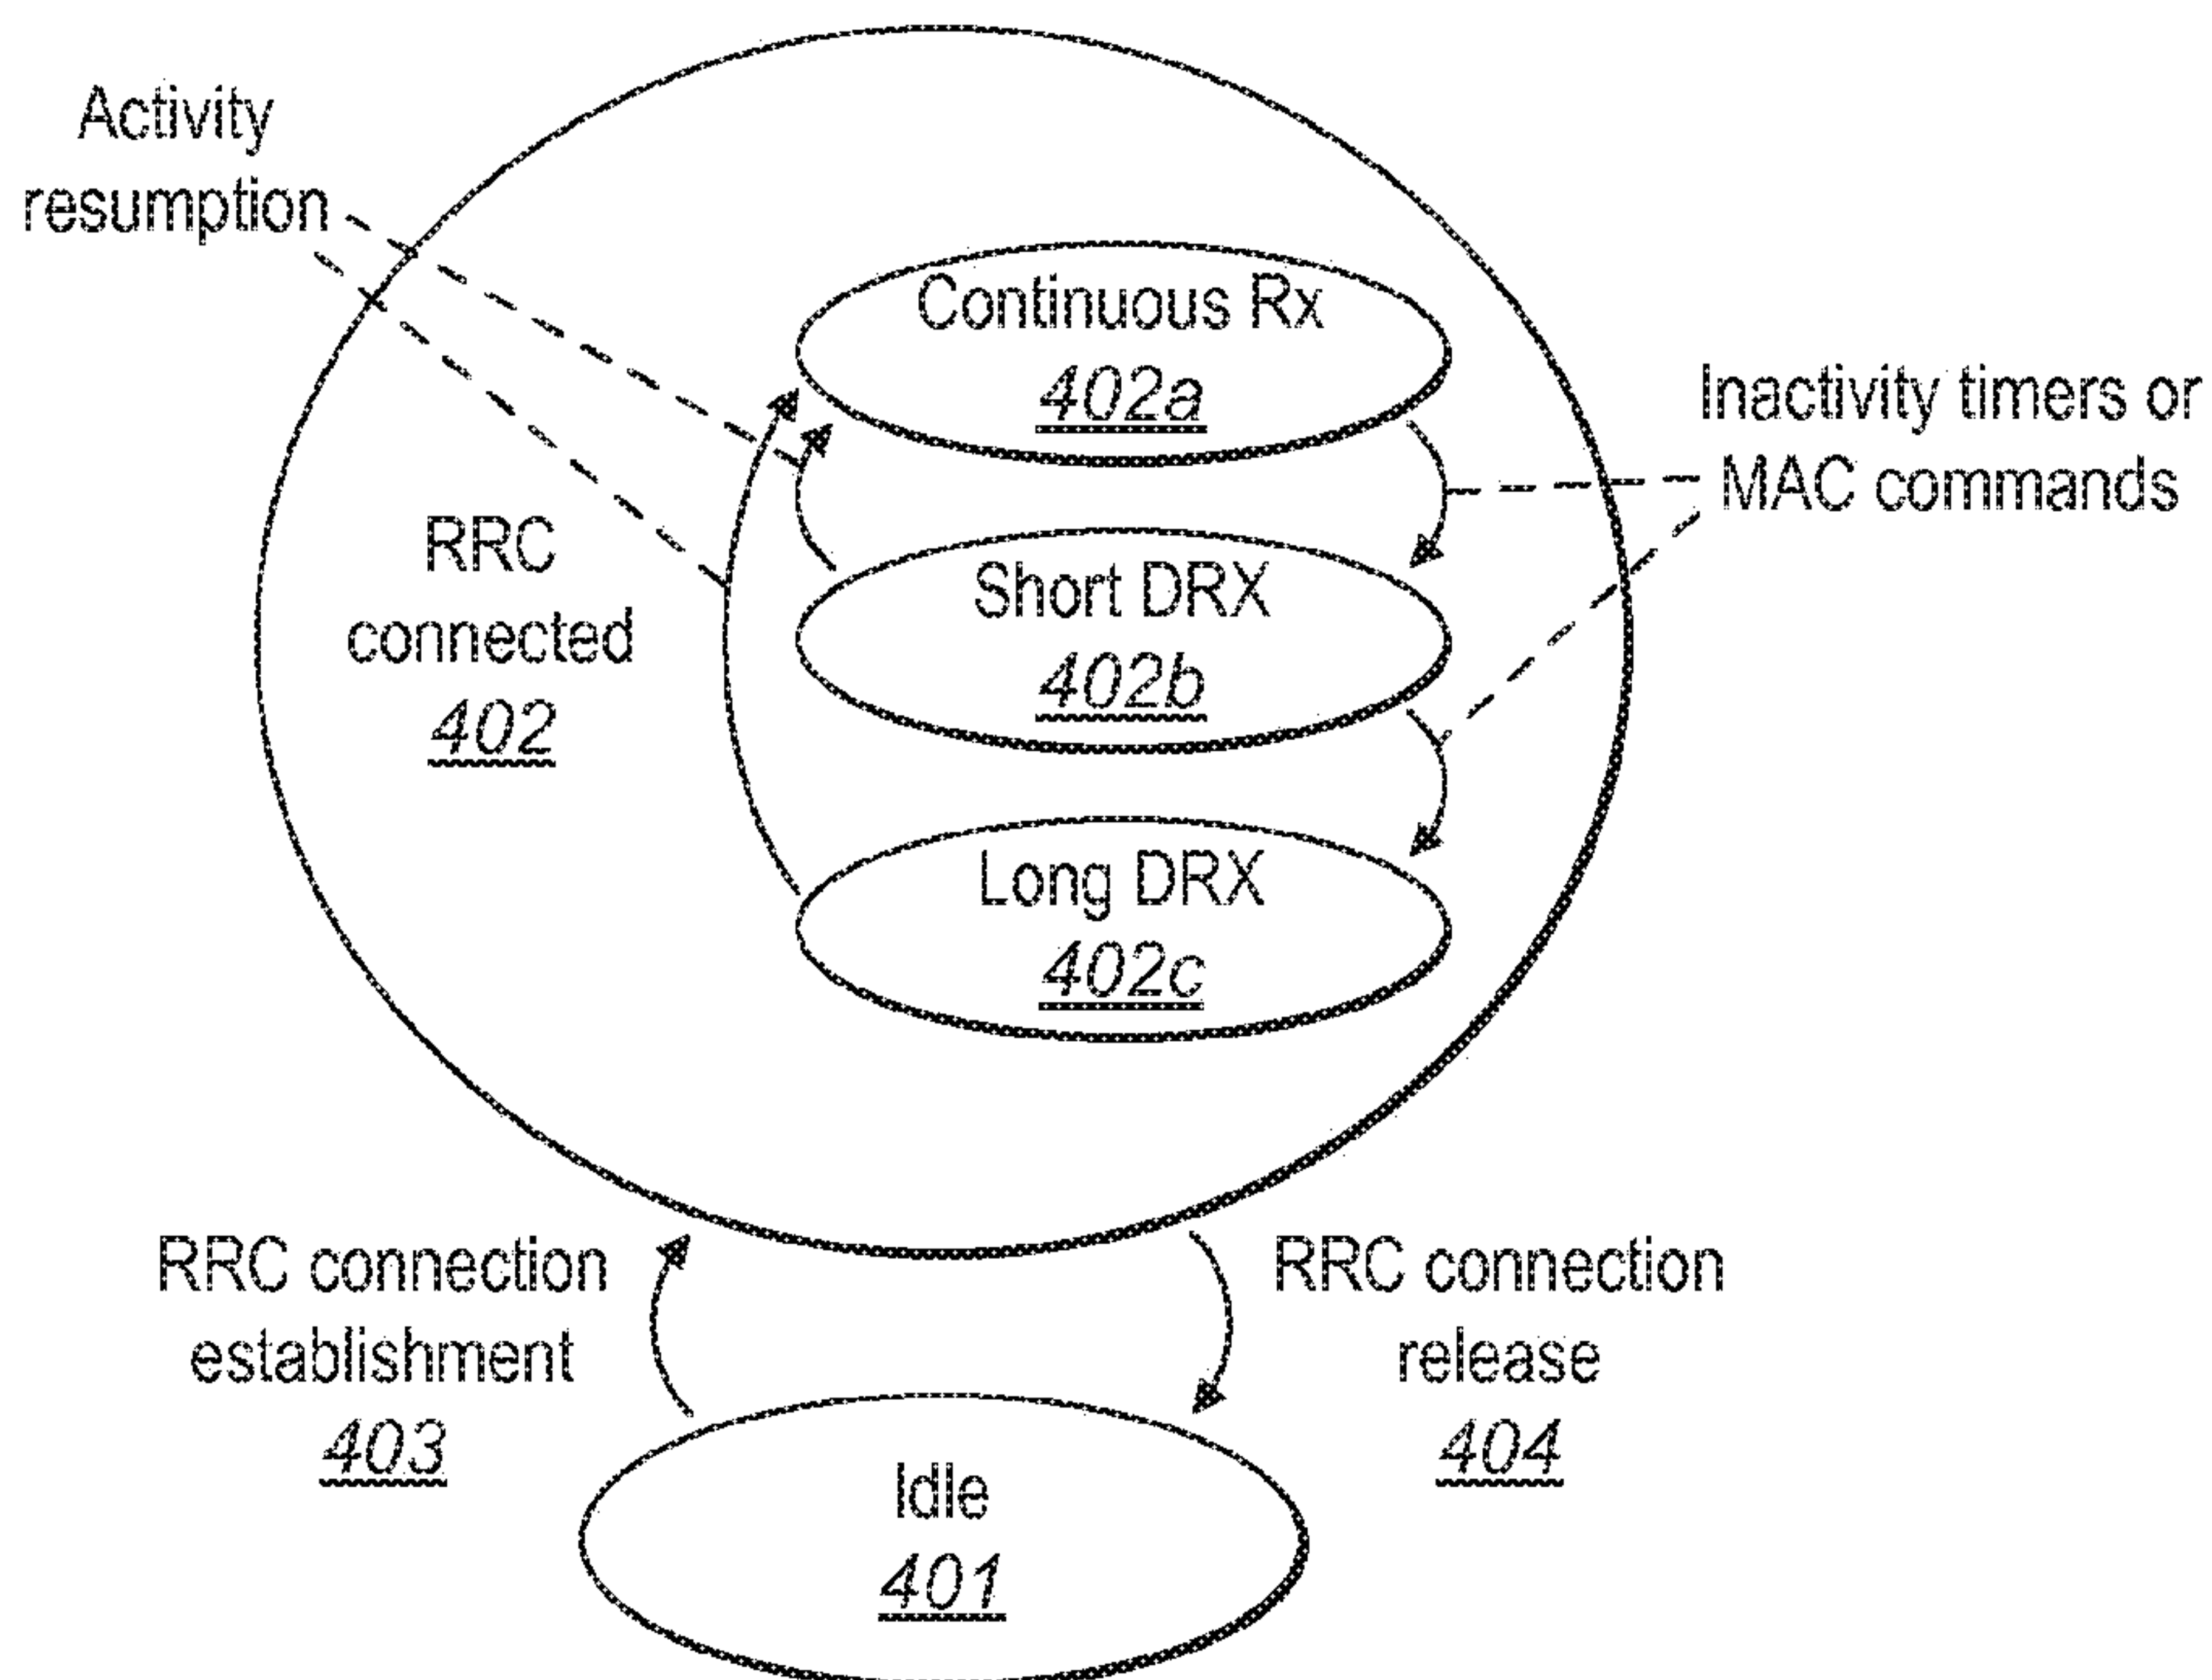 Activity
resumption
Continuous Rx
402a
Inactivity timers or
MAC commands
RRC
connected
402
Short DRX
402b
Long DRX
402c
RRC connection
establishment
403
RRC connection
release
404
Idle
401